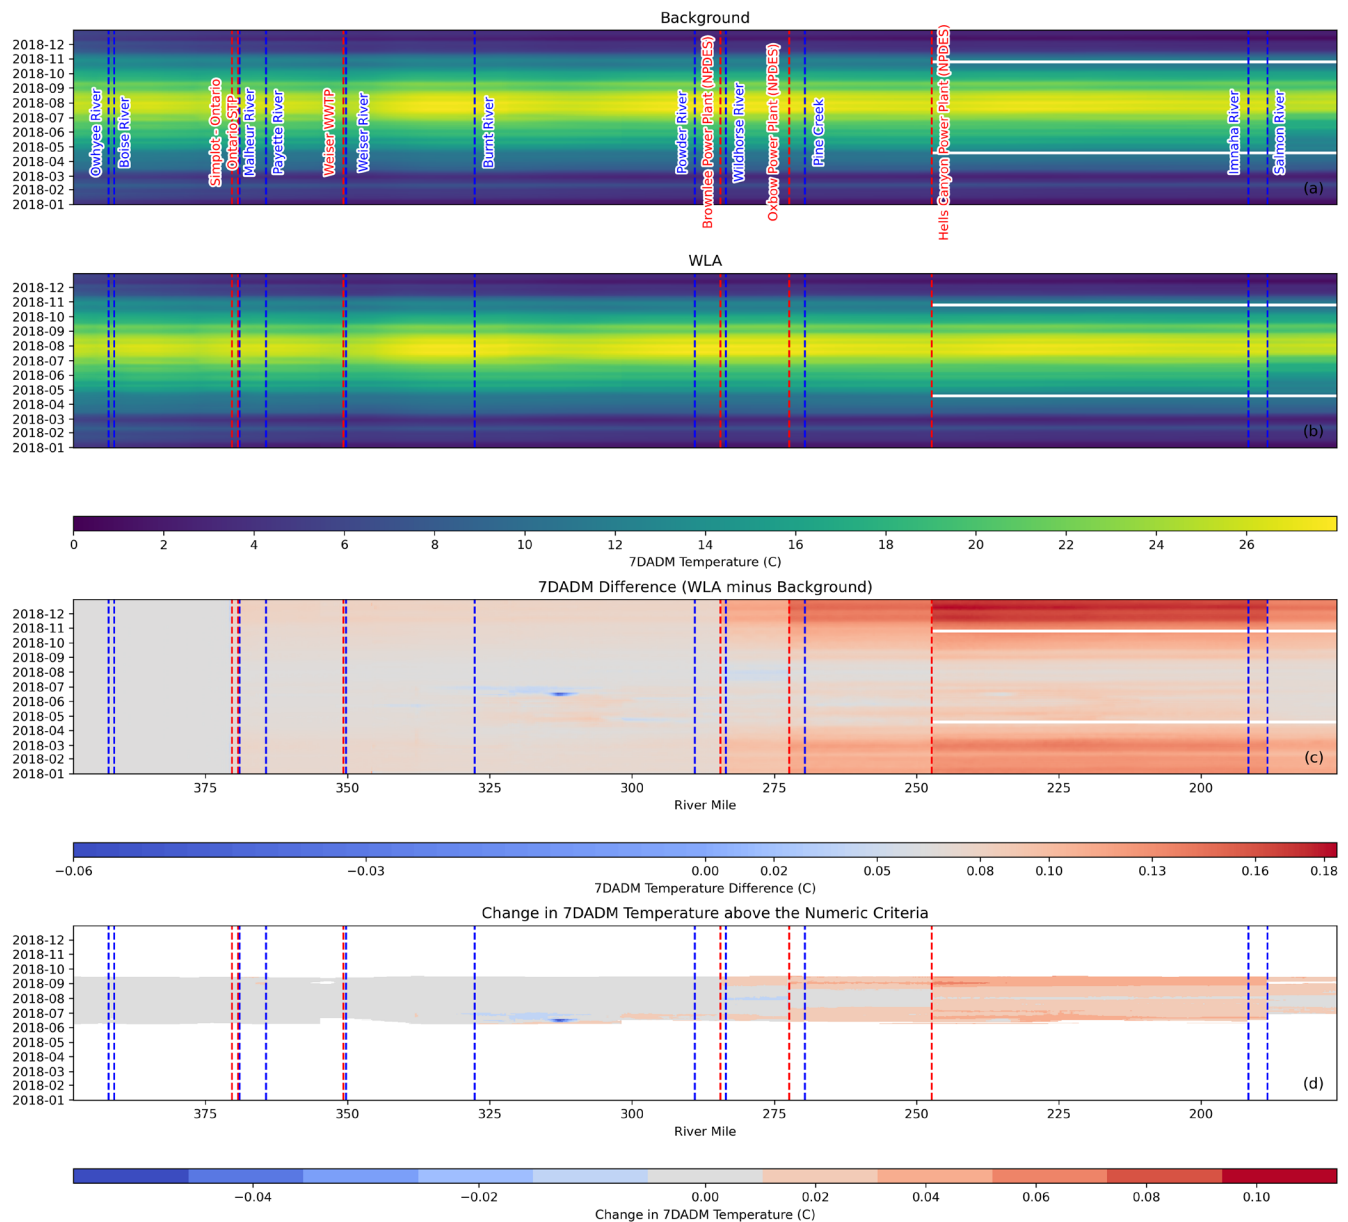 Background
2018-12
2018-11
2018-10
2018-09
2018-08
2018-07
2018-06
2018-05
2018-04
2018-03
2018-02
2018-01
Owhyee River
Boise River
Simplot - Ontario
Ontario STP
Malheur River
Payette River
Weiser WWTP
Weiser River
Burnt River
Powder River
Brownlee Power Plant (NPDES)
Wildhorse River
Oxbow Power Plant (NPDES)
Pine Creek
Hells Canyon Power Plant (NPDES)
Imnaha River
Salmon River
(a)
WLA
2018-12
2018-11
2018-10
2018-09
2018-08
2018-07
2018-06
2018-05
2018-04
2018-03
2018-02
2018-01
(b)
0 2 4 6 8 10 12 14 16 18 20 22 24 26
7DADM Temperature (C)
7DADM Difference (WLA minus Background)
2018-12
2018-11
2018-10
2018-09
2018-08
2018-07
2018-06
2018-05
2018-04
2018-03
2018-02
2018-01
(c)
375 350 325 300 275 250 225 200
River Mile
−0.06 −0.03 0.00 0.02 0.05 0.08 0.10 0.13 0.16 0.18
7DADM Temperature Difference (C)
Change in 7DADM Temperature above the Numeric Criteria
2018-12
2018-11
2018-10
2018-09
2018-08
2018-07
2018-06
2018-05
2018-04
2018-03
2018-02
2018-01
(d)
375 350 325 300 275 250 225 200
River Mile
−0.04 −0.02 0.00 0.02 0.04 0.06 0.08 0.10
Change in 7DADM Temperature (C)